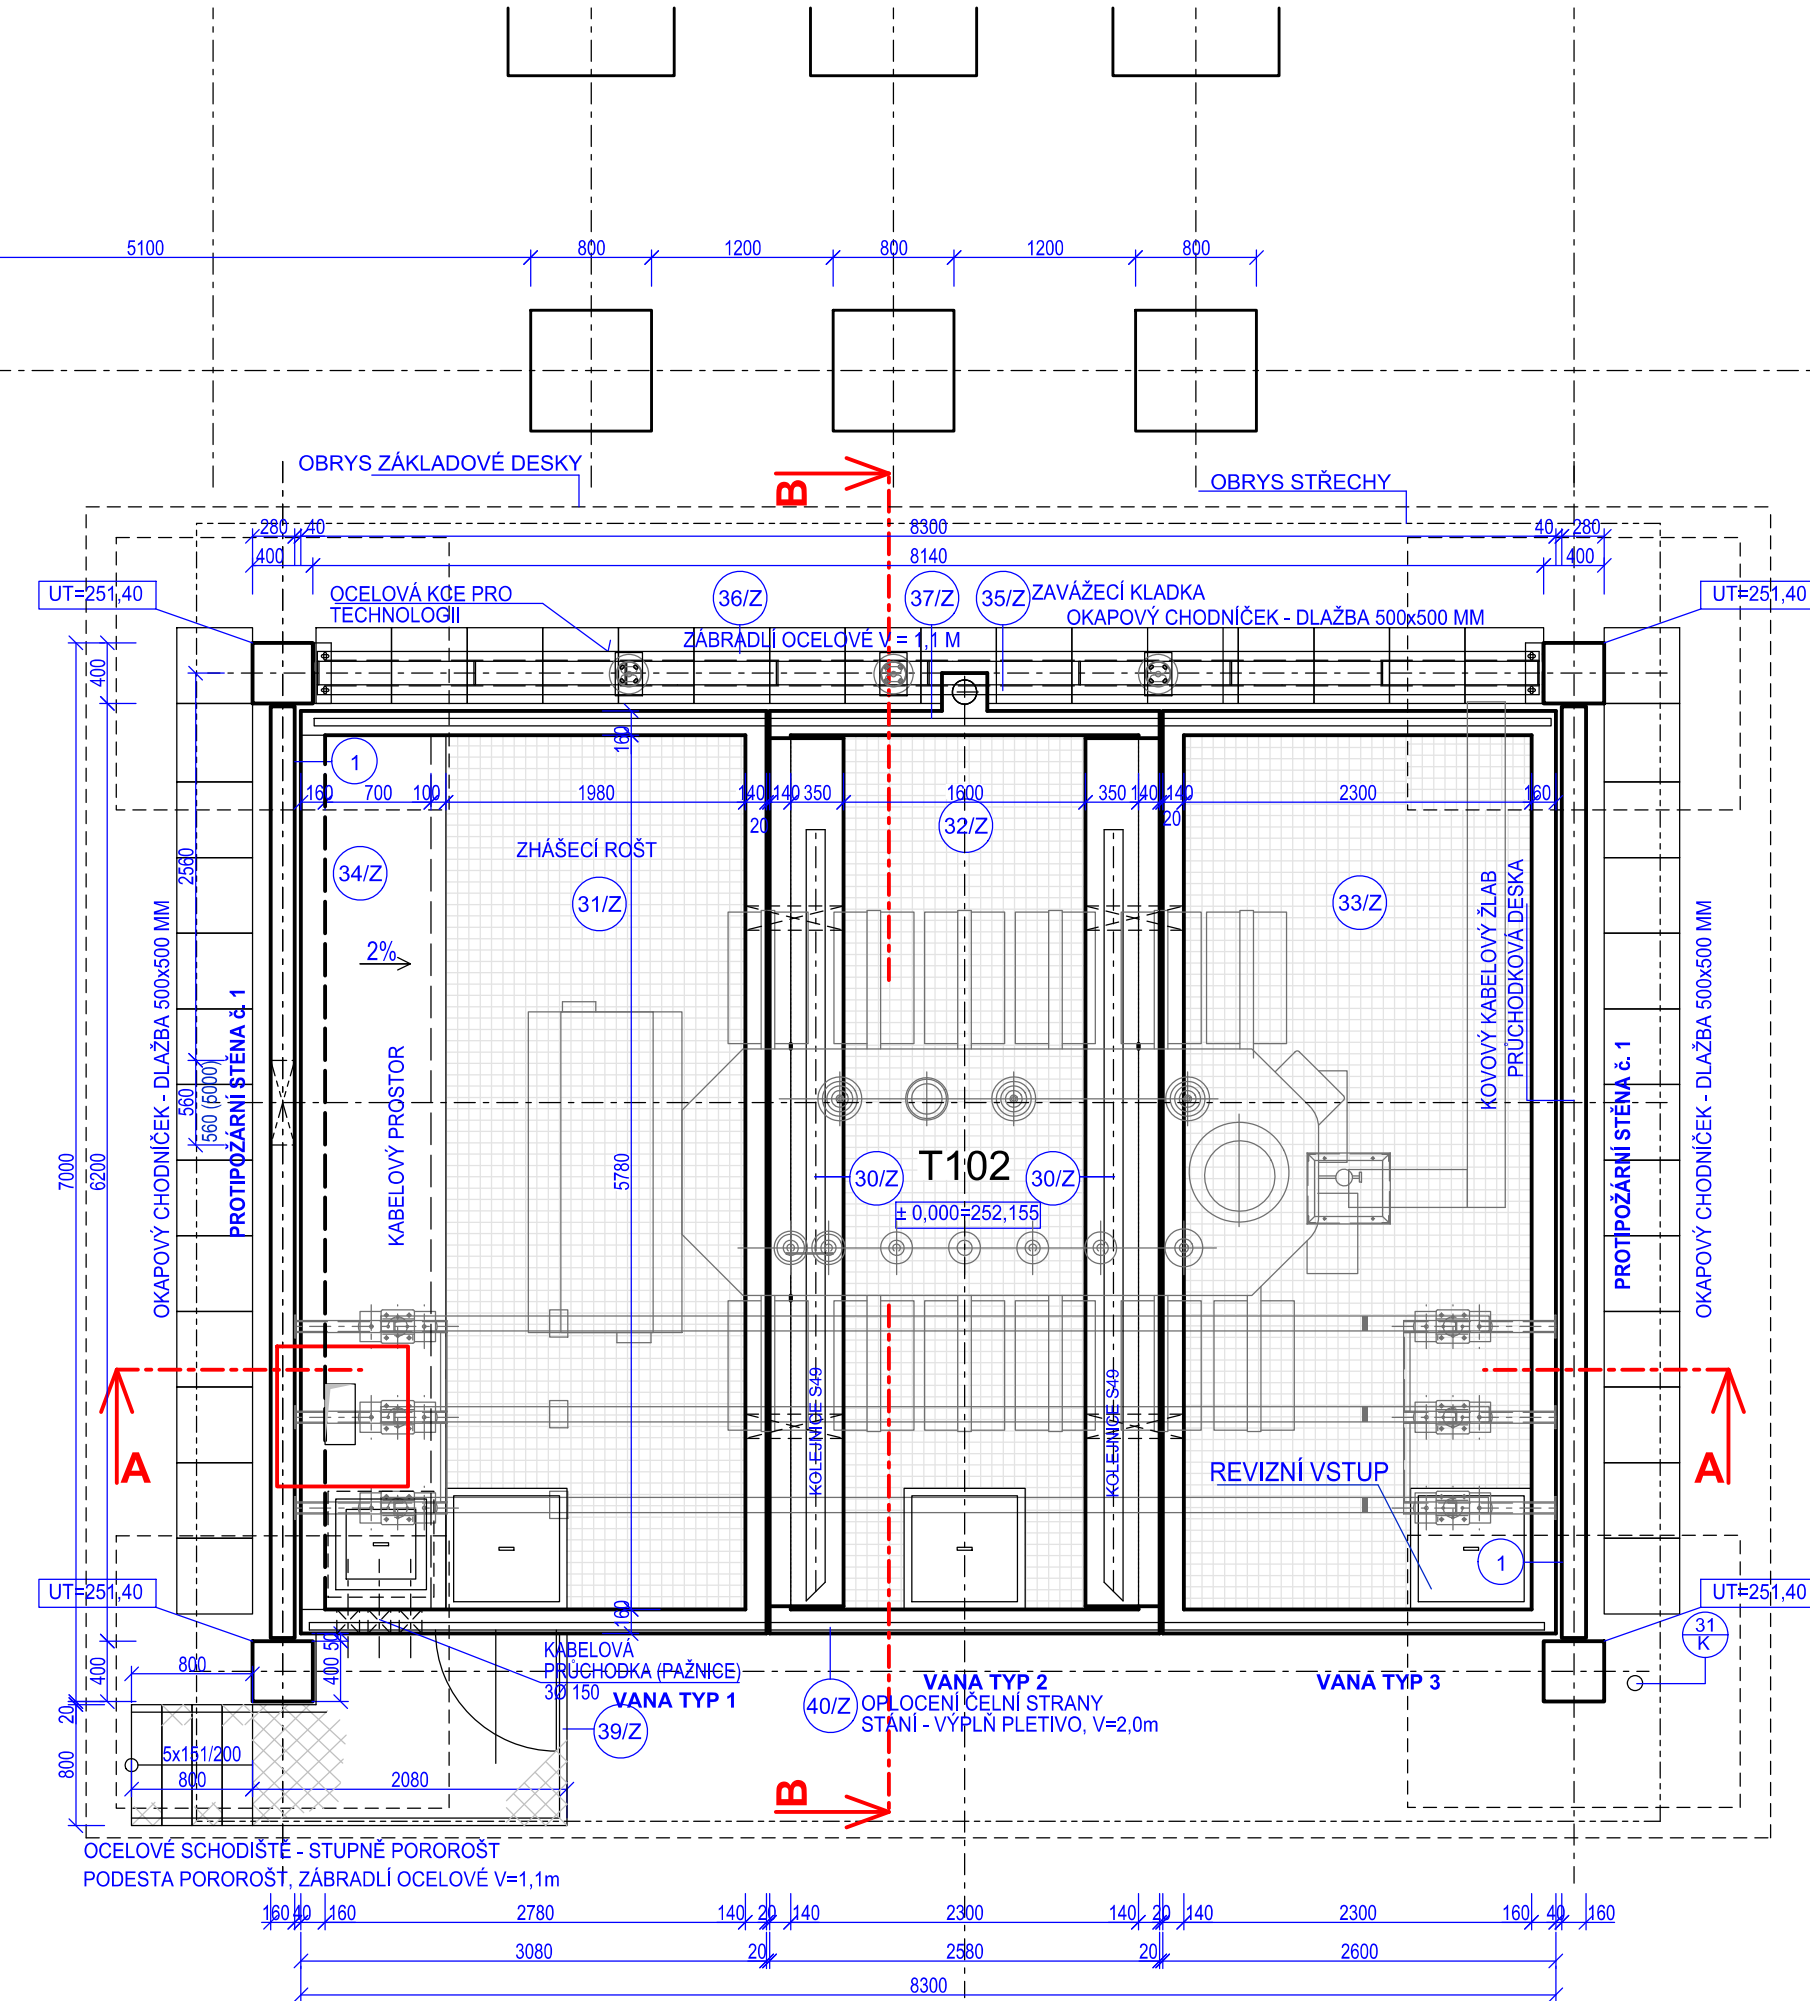 5100
800
1200
800
1200
800
OBRYS ZÁKLADOVÉ DESKY
B
OBRYS STŘECHY
280
40
8300
40
280
400
8140
400
UT=251,40
OCELOVÁ KCE PRO
TECHNOLOGII
36/Z
37/Z
35/Z
ZAVÁŽECÍ KLADKA
OKAPOVÝ CHODNÍČEK - DLAŽBA 500x500 MM
UT=251,40
ZÁBRADLÍ OCELOVÉ V = 1,1 M
400
160
1
160
700
100
1980
140
140
350
1600
350
140
140
2300
160
20
20
32/Z
ZHÁŠECÍ ROŠT
34/Z
31/Z
33/Z
2560
2%
OKAPOVÝ CHODNÍČEK - DLAŽBA 500x500 MM
PROTIPOŽÁRNÍ STĚNA č. 1
560
560 (5000)
KABELOVÝ PROSTOR
7000
6200
5780
30/Z
T102
30/Z
± 0,000=252,155
KOVOVÝ KABELOVÝ ŽLAB
PRŮCHODKOVÁ DESKA
PROTIPOŽÁRNÍ STĚNA č. 1
OKAPOVÝ CHODNÍČEK - DLAŽBA 500x500 MM
KOLEJNICE S49
KOLEJNICE S49
A
A
REVIZNÍ VSTUP
1
UT=251,40
UT=251,40
160
31
K
400
800
50
400
KABELOVÁ
PRŮCHODKA (PAŽNICE)
3Ø 150
VANA TYP 1
VANA TYP 2
VANA TYP 3
40/Z
OPLOCENÍ ČELNÍ STRANY
STÁNÍ - VÝPLŇ PLETIVO, V=2,0m
39/Z
20
800
5x151/200
800
2080
B
OCELOVÉ SCHODIŠTĚ - STUPNĚ POROROŠT
PODESTA POROROŠT, ZÁBRADLÍ OCELOVÉ V=1,1m
160
40
160
2780
140
20
140
2300
140
20
140
2300
160
40
160
3080
20
2580
20
2600
8300